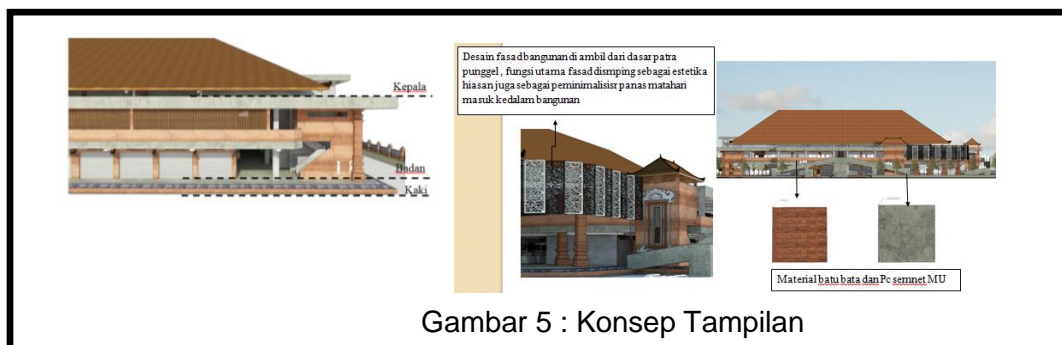 Kepala
Badan
Kaki
Desain fasad bangunan di ambil dari dasar patra
punggel , fungsi utama fasad dismping sebagai estetika
hiasan juga sebagai peminimalisisr panas matahari
masuk kedalam bangunan
Material batu bata dan Pc semnet MU
Gambar 5 : Konsep Tampilan